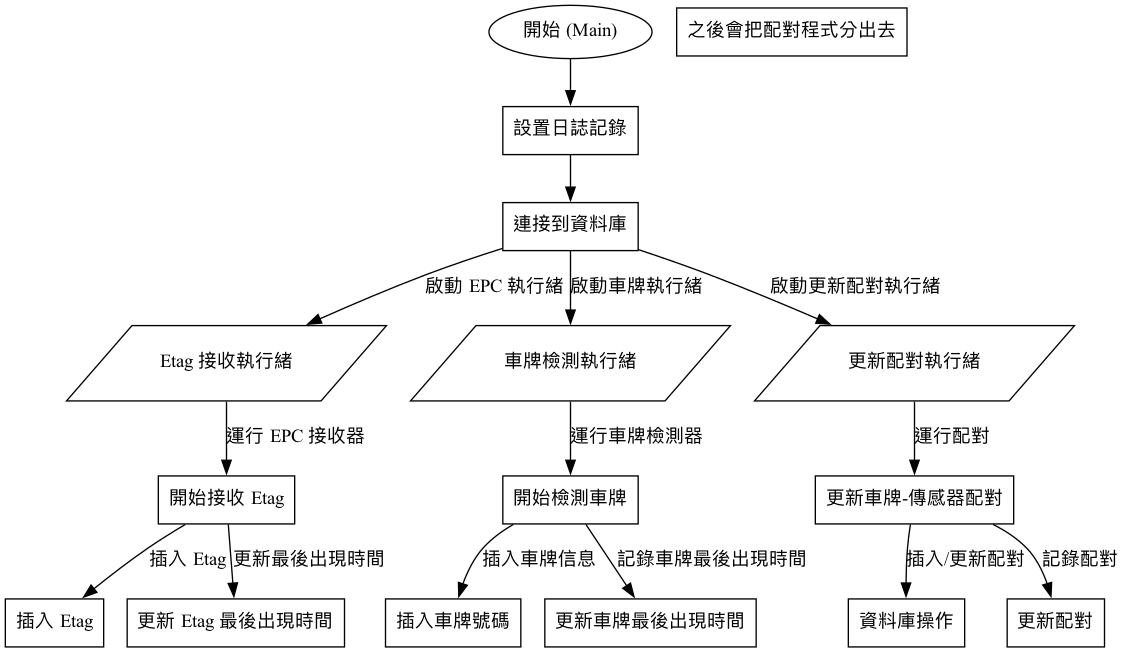 開始 (Main)
之後會把配對程式分出去
設置日誌記錄
連接到資料庫
啟動 EPC 執行緒
啟動車牌執行緒
啟動更新配對執行緒
Etag 接收執行緒
車牌檢測執行緒
更新配對執行緒
運行 EPC 接收器
運行車牌檢測器
運行配對
開始接收 Etag
開始檢測車牌
更新車牌-傳感器配對
插入 Etag
更新最後出現時間
插入車牌信息
記錄車牌最後出現時間
插入/更新配對
記錄配對
插入 Etag
更新 Etag 最後出現時間
插入車牌號碼
更新車牌最後出現時間
資料庫操作
更新配對